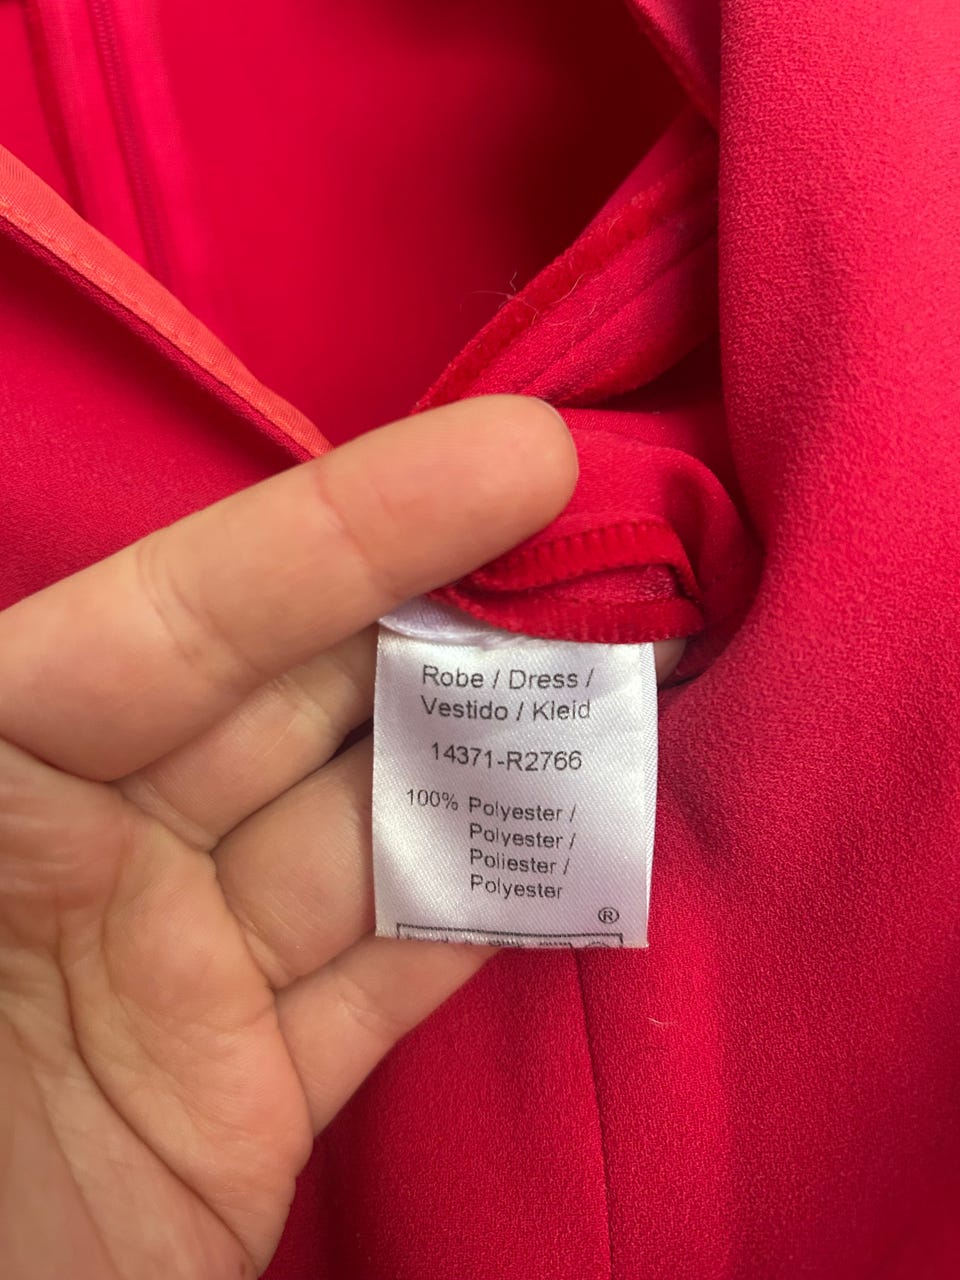 Robe / Dress /
Vestido / Kleid
14371-R2766
100% Polyester /
Polyester /
Poliester /
Polyester
®